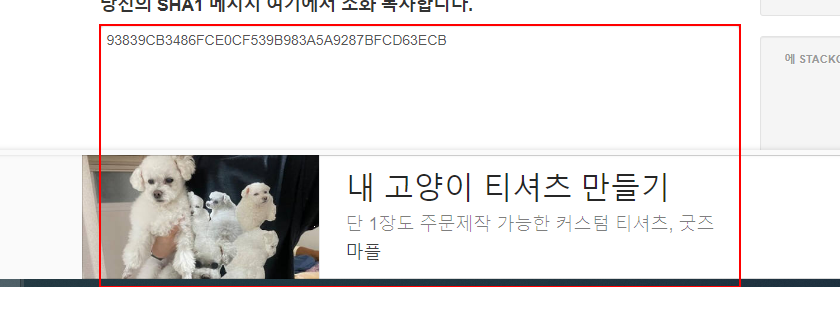 당신의 SHA1 메시지 여기에서 소화 복사합니다.
93839CB3486FCE0CF539B983A5A9287BFCD63ECB
에 STACKO
내 고양이 티셔츠 만들기
단 1장도 주문제작 가능한 커스텀 티셔츠, 굿즈
마플